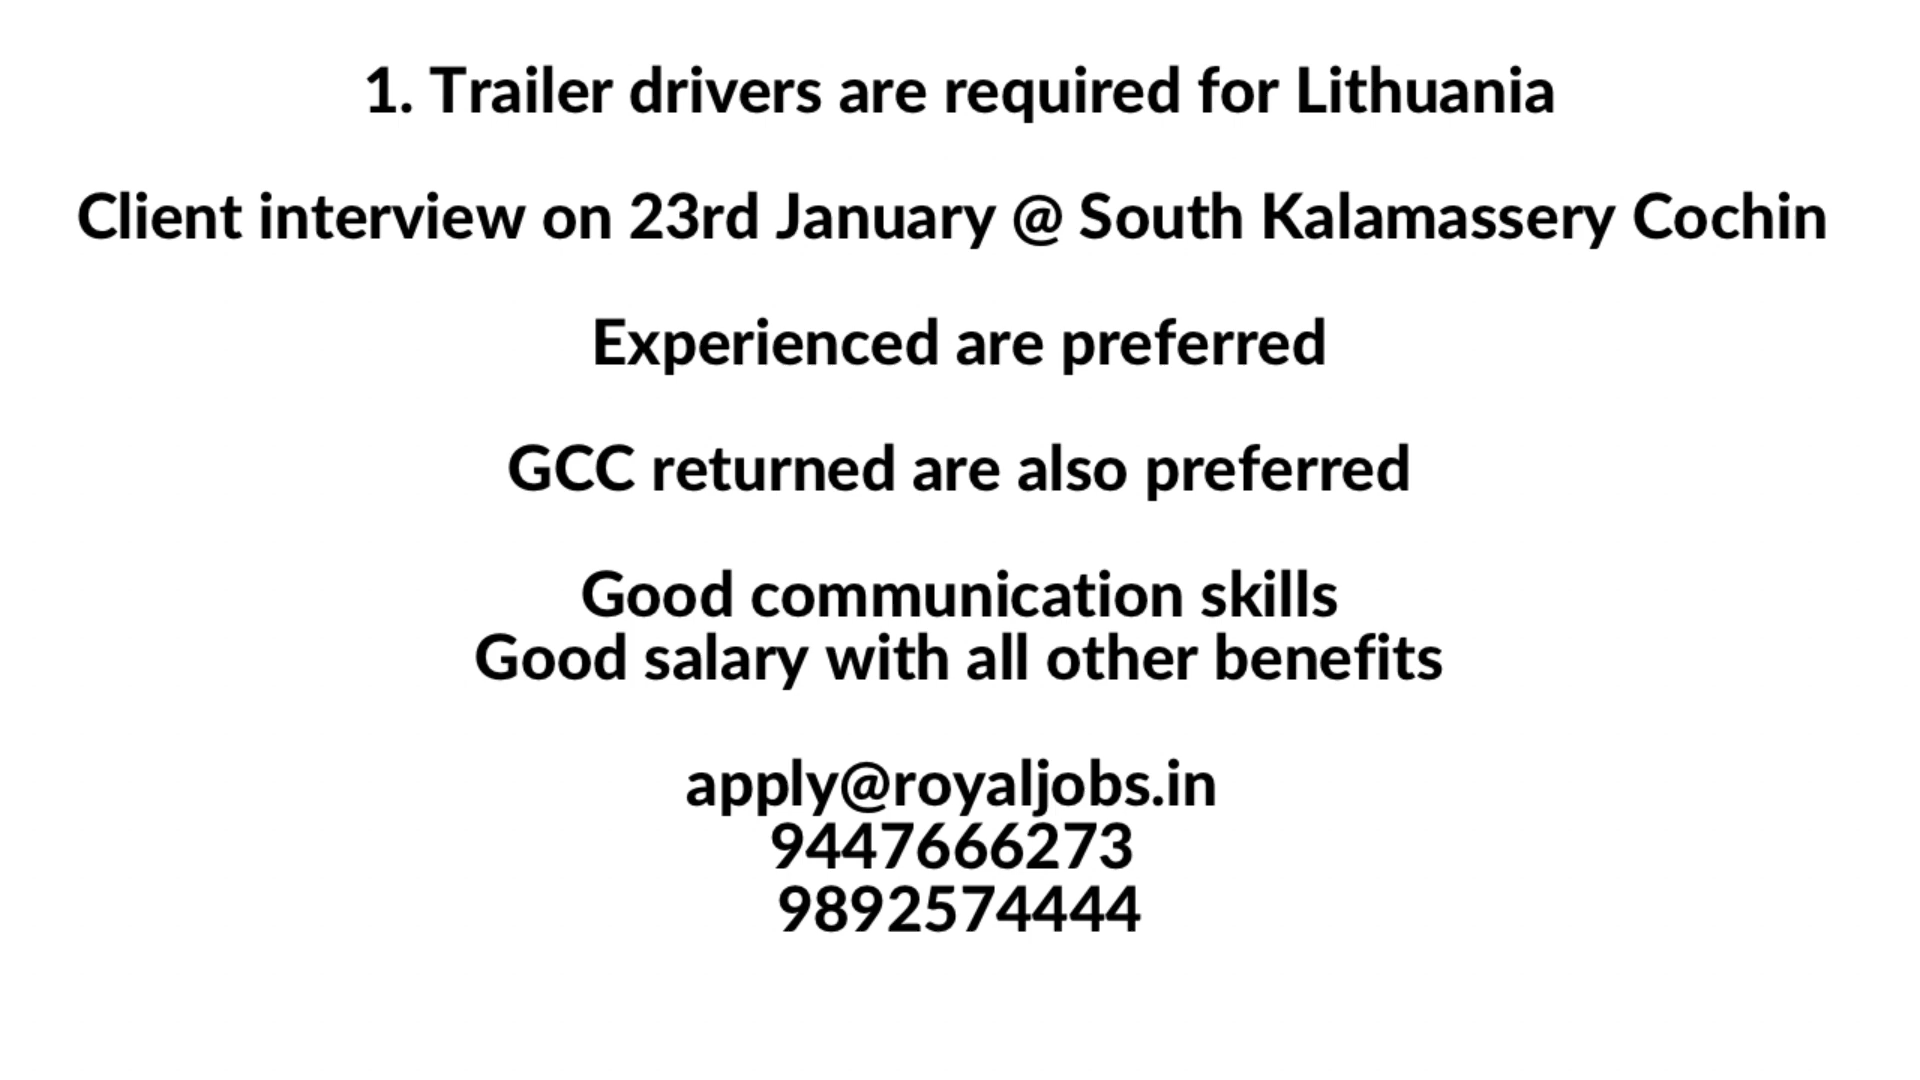 1. Trailer drivers are required for Lithuania
Client interview on 23rd January @ South Kalamassery Cochin
Experienced are preferred
GCC returned are also preferred
Good communication skills
Good salary with all other benefits
apply@royaljobs.in
9447666273
9892574444